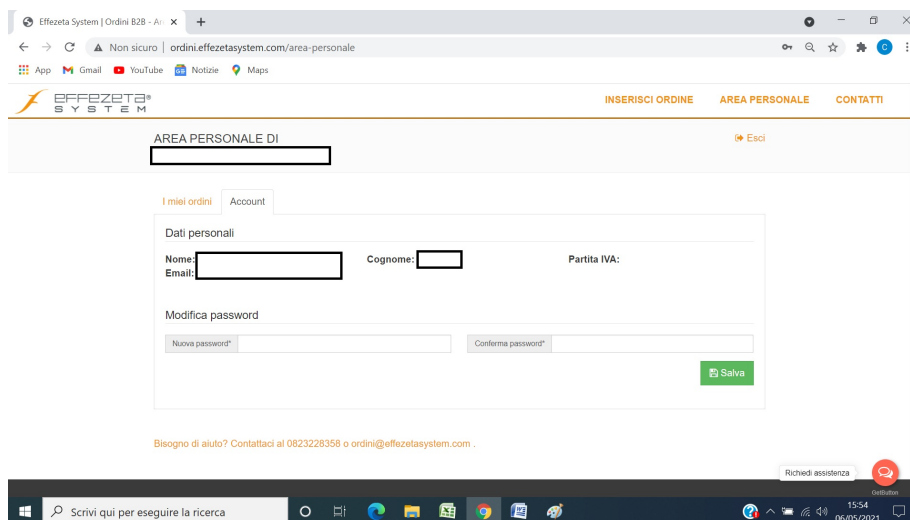 Effezeta System | Ordini B2B - Ar
Non sicuro | ordini.effezetasystem.com/area-personale
App Gmail YouTube Notizie Maps
EFFEZETA®
SYSTEM
INSERISCI ORDINE AREA PERSONALE CONTATTI
AREA PERSONALE DI
Esci
I miei ordini Account
Dati personali
Nome: Cognome: Partita IVA:
Email:
Modifica password
Nuova password* Conferma password*
Salva
Bisogno di aiuto? Contattaci al 0823228358 o ordini@effezetasystem.com .
Richiedi assistenza
GetButton
Scrivi qui per eseguire la ricerca
15:54
06/05/2021